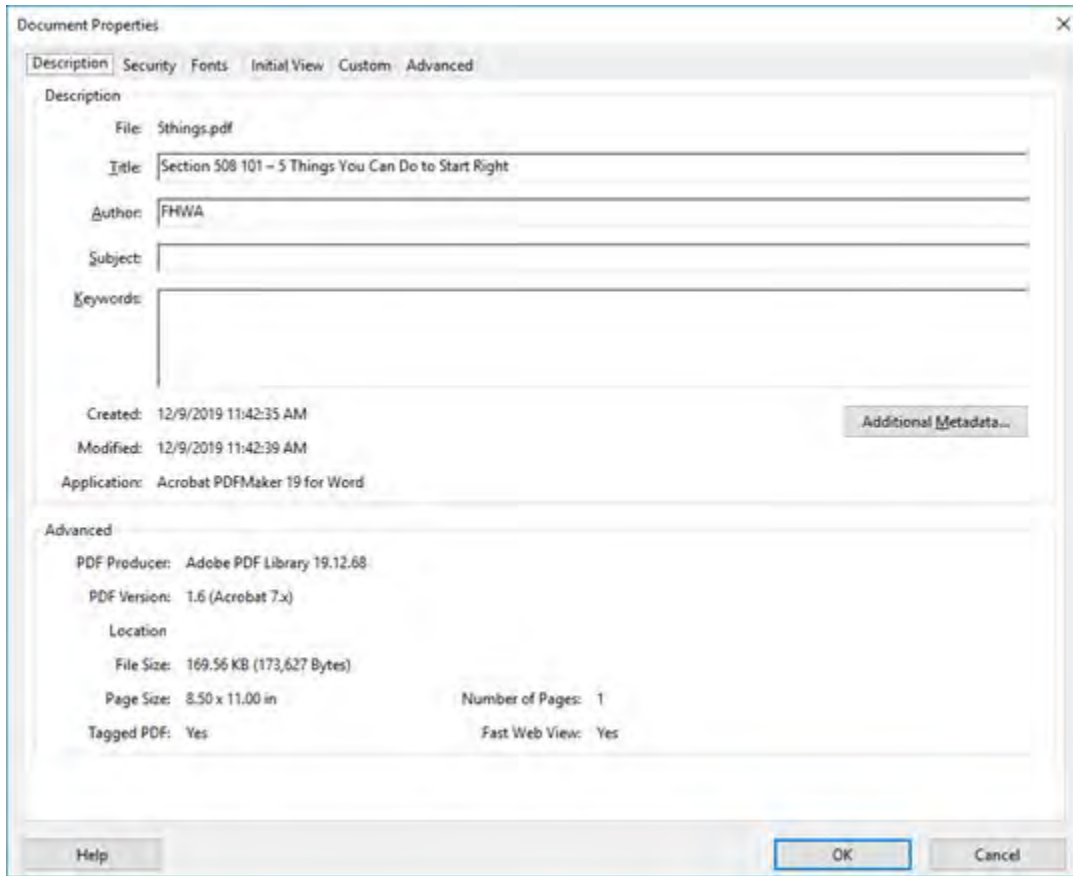 Document Properties
Description Security Fonts Initial View Custom Advanced
Description
File: 5things.pdf
Title: Section 508 101 – 5 Things You Can Do to Start Right
Author: FHWA
Subject:
Keywords:
Created: 12/9/2019 11:42:35 AM
Additional Metadata...
Modified: 12/9/2019 11:42:39 AM
Application: Acrobat PDFMaker 19 for Word
Advanced
PDF Producer: Adobe PDF Library 19.12.68
PDF Version: 1.6 (Acrobat 7.x)
Location
File Size: 169.56 KB (173,627 Bytes)
Page Size: 8.50 x 11.00 in Number of Pages: 1
Tagged PDF: Yes Fast Web View: Yes
Help OK Cancel